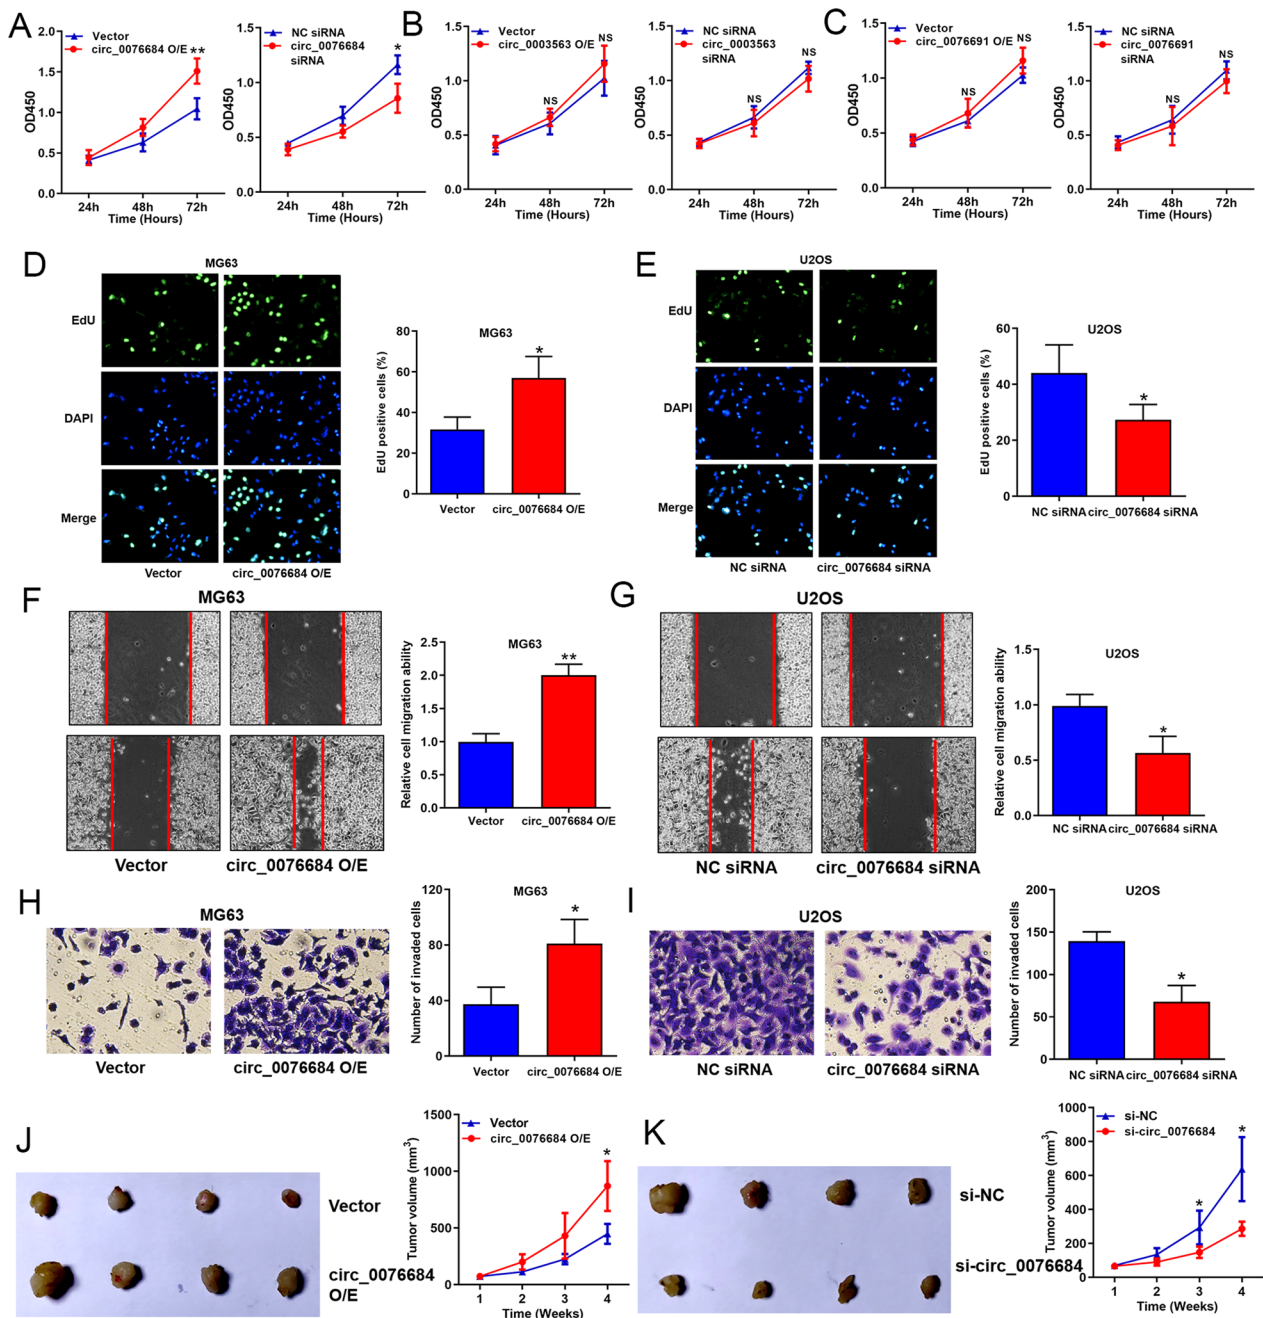 A
Vector
circ_0076684 O/E
**
OD450
2.0
1.5
1.0
0.5
0.0
24h 48h 72h
Time (Hours)
NC siRNA
circ_0076684
siRNA
*
OD450
1.5
1.0
0.5
0.0
24h 48h 72h
Time (Hours)
B
Vector
circ_0003563 O/E
NS
NS
OD450
1.5
1.0
0.5
0.0
24h 48h 72h
Time (Hours)
NC siRNA
circ_0003563
siRNA
NS
NS
OD450
1.5
1.0
0.5
0.0
24h 48h 72h
Time (Hours)
C
Vector
circ_0076691 O/E
NS
NS
OD450
1.5
1.0
0.5
0.0
24h 48h 72h
Time (Hours)
NC siRNA
circ_0076691
siRNA
NS
NS
OD450
1.5
1.0
0.5
0.0
24h 48h 72h
Time (Hours)
D
MG63
EdU
DAPI
Merge
Vector circ_0076684 O/E
MG63
*
EdU positive cells (%)
80
60
40
20
0
Vector circ_0076684 O/E
E
U2OS
EdU
DAPI
Merge
NC siRNA circ_0076684 siRNA
U2OS
*
EdU positive cells (%)
60
40
20
0
NC siRNA circ_0076684 siRNA
F
MG63
Vector circ_0076684 O/E
MG63
**
Relative cell migration ability
2.5
2.0
1.5
1.0
0.5
0.0
Vector circ_0076684 O/E
G
U2OS
NC siRNA circ_0076684 siRNA
U2OS
*
Relative cell migration ability
1.5
1.0
0.5
0.0
NC siRNA circ_0076684 siRNA
H
MG63
Vector circ_0076684 O/E
MG63
*
Number of invaded cells
120
80
40
0
Vector circ_0076684 O/E
I
U2OS
NC siRNA circ_0076684 siRNA
U2OS
*
Number of invaded cells
200
150
100
50
0
NC siRNA circ_0076684 siRNA
J
Vector
circ_0076684
O/E
Vector
circ_0076684 O/E
*
Tumor volume (mm³)
1500
1000
500
0
1 2 3 4
Time (Weeks)
K
si-NC
si-circ_0076684
si-NC
si-circ_0076684
*
*
Tumor volume (mm³)
1000
800
600
400
200
0
1 2 3 4
Time (Weeks)